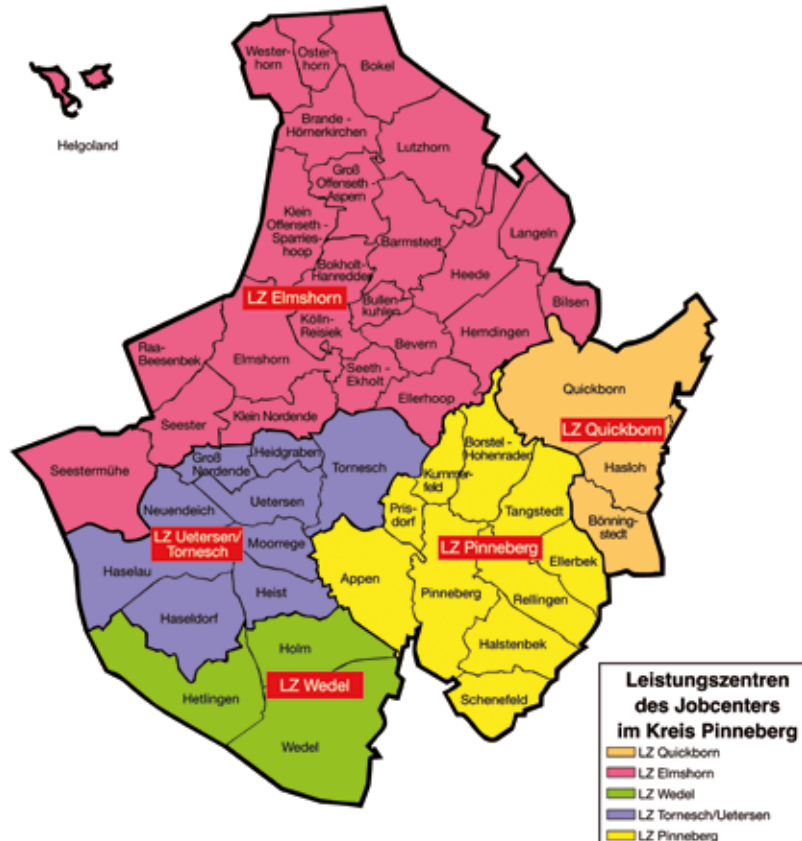 Wester-
horn
Oster-
horn
Bokel
Helgoland
Brande -
Hörnerkirchen
Lutzhorn
Groß
Offenseth -
Aspern
Klein
Offenseth -
Sparries-
hoop
Barmstedt
Langeln
Bokholt-
Hanredder
Heede
LZ Elmshorn
Bullen-
kuhlen
Bilsen
Kölln-
Reisiek
Hemdingen
Raa-
Beesenbek
Elmshorn
Bevern
Seeth -
Ekholt
Ellerhoop
Quickborn
Seester
Klein Nordende
LZ Quickborn
Borstel -
Hohenraden
Groß
Nordende
Heidgraben
Tornesch
Seestermühe
Kummer-
feld
Hasloh
Neuendeich
Uetersen
Pris-
dorf
Tangstedt
Bönning-
stedt
LZ Uetersen/
Tornesch
Moorrege
LZ Pinneberg
Ellerbek
Haselau
Appen
Heist
Pinneberg
Rellingen
Haseldorf
Holm
Halstenbek
LZ Wedel
Hetlingen
Schenefeld
Wedel
Leistungszentren
des Jobcenters
im Kreis Pinneberg
LZ Quickborn
LZ Elmshorn
LZ Wedel
LZ Tornesch/Uetersen
LZ Pinneberg